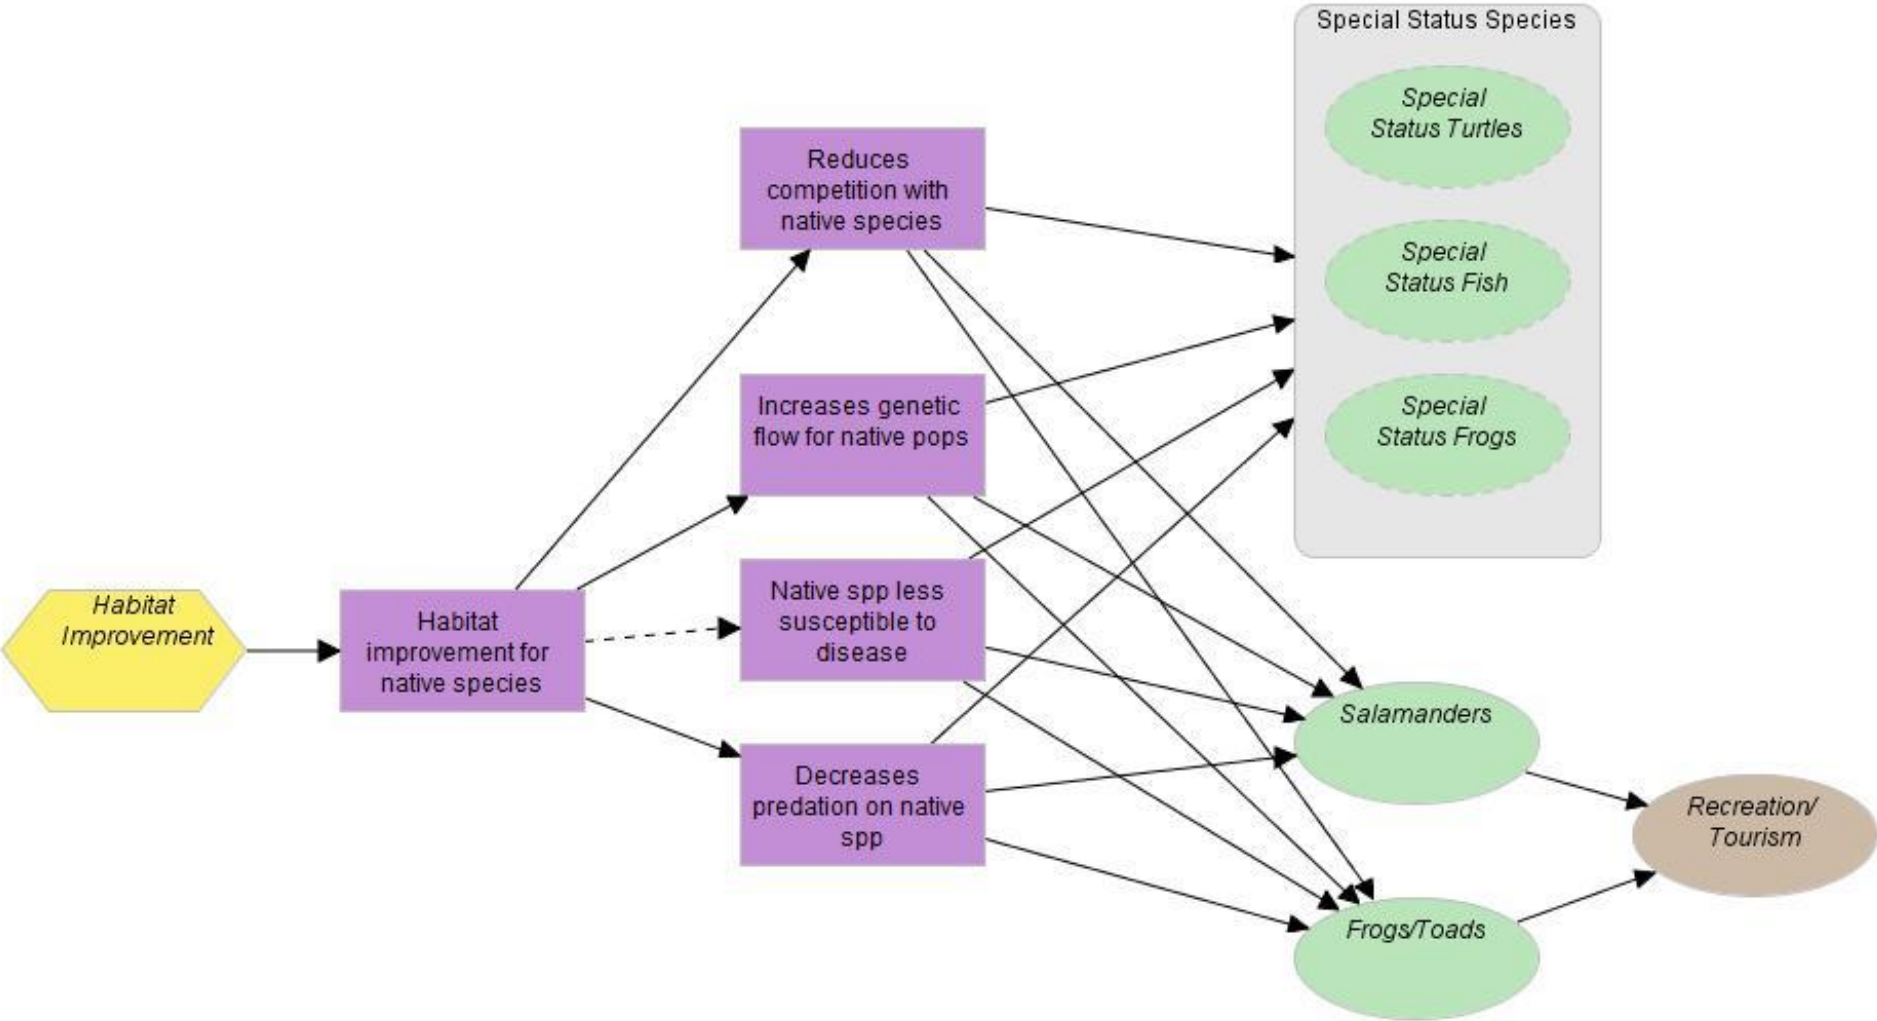 Special Status Species
Special
Status Turtles
Special
Status Fish
Special
Status Frogs
Reduces
competition with
native species
Increases genetic
flow for native pops
Habitat
Improvement
Habitat
improvement for
native species
Native spp less
susceptible to
disease
Decreases
predation on native
spp
Salamanders
Frogs/Toads
Recreation/
Tourism